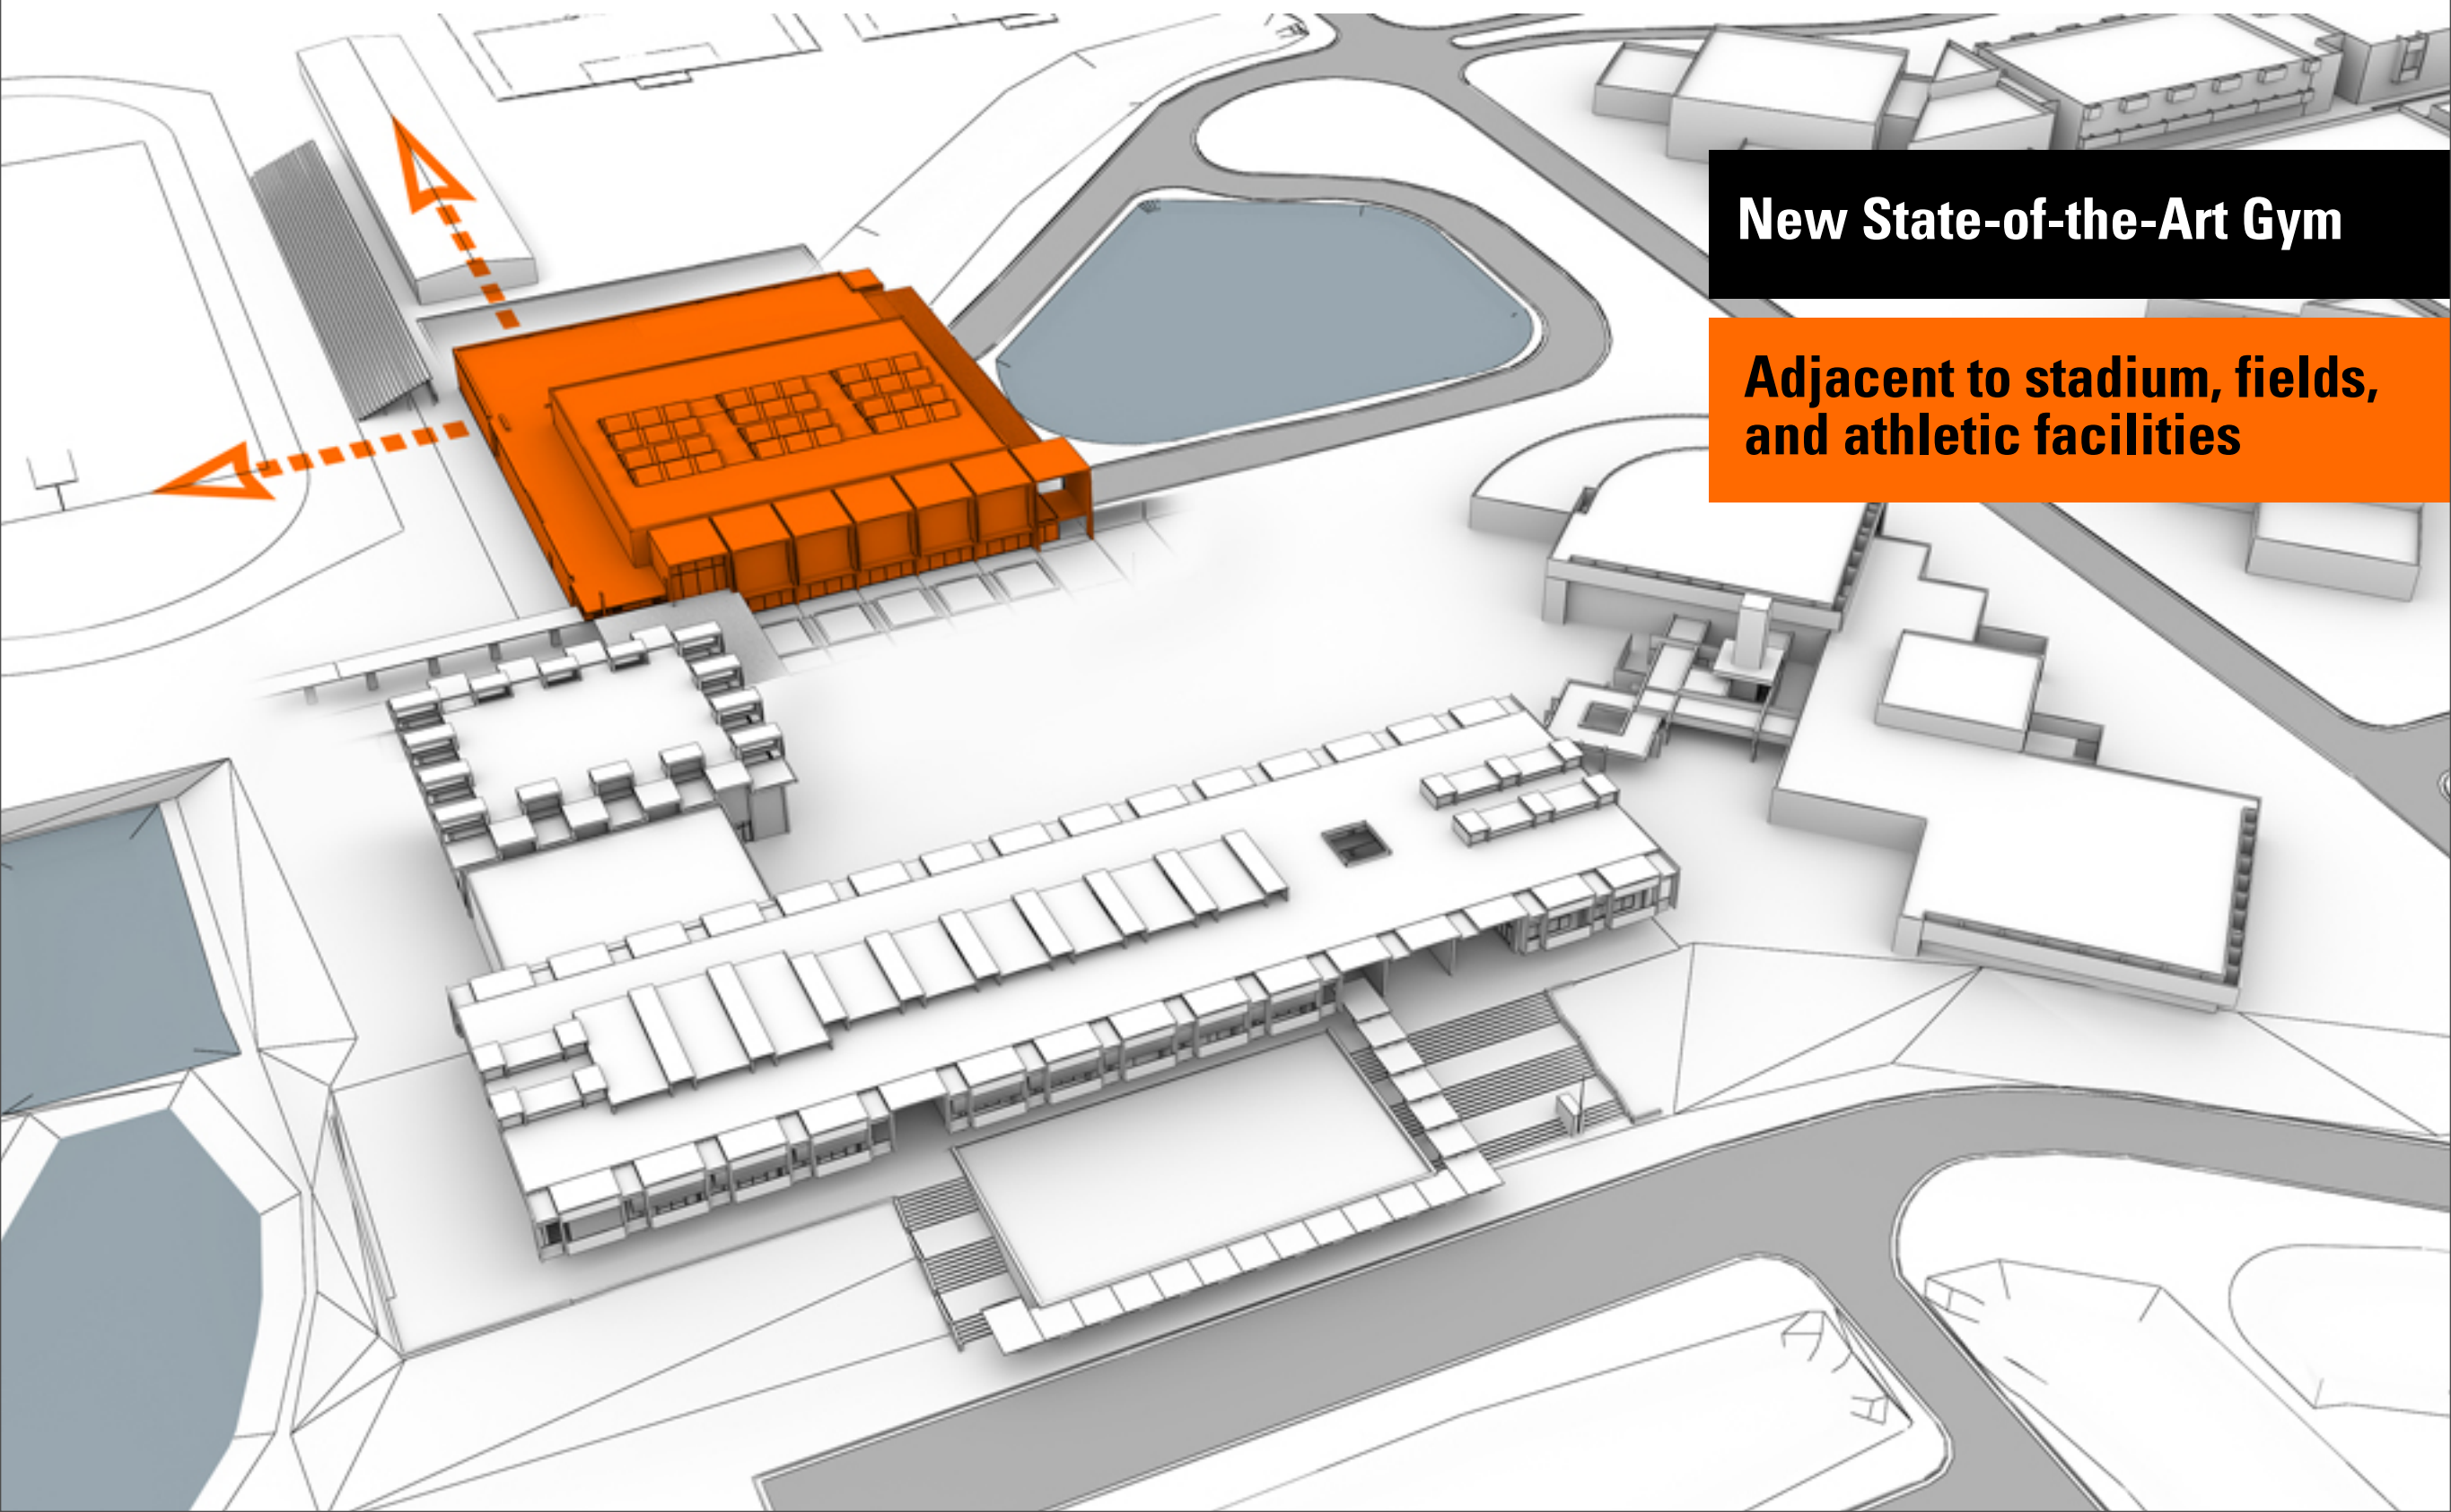 New State-of-the-Art Gym
Adjacent to stadium, fields,
and athletic facilities